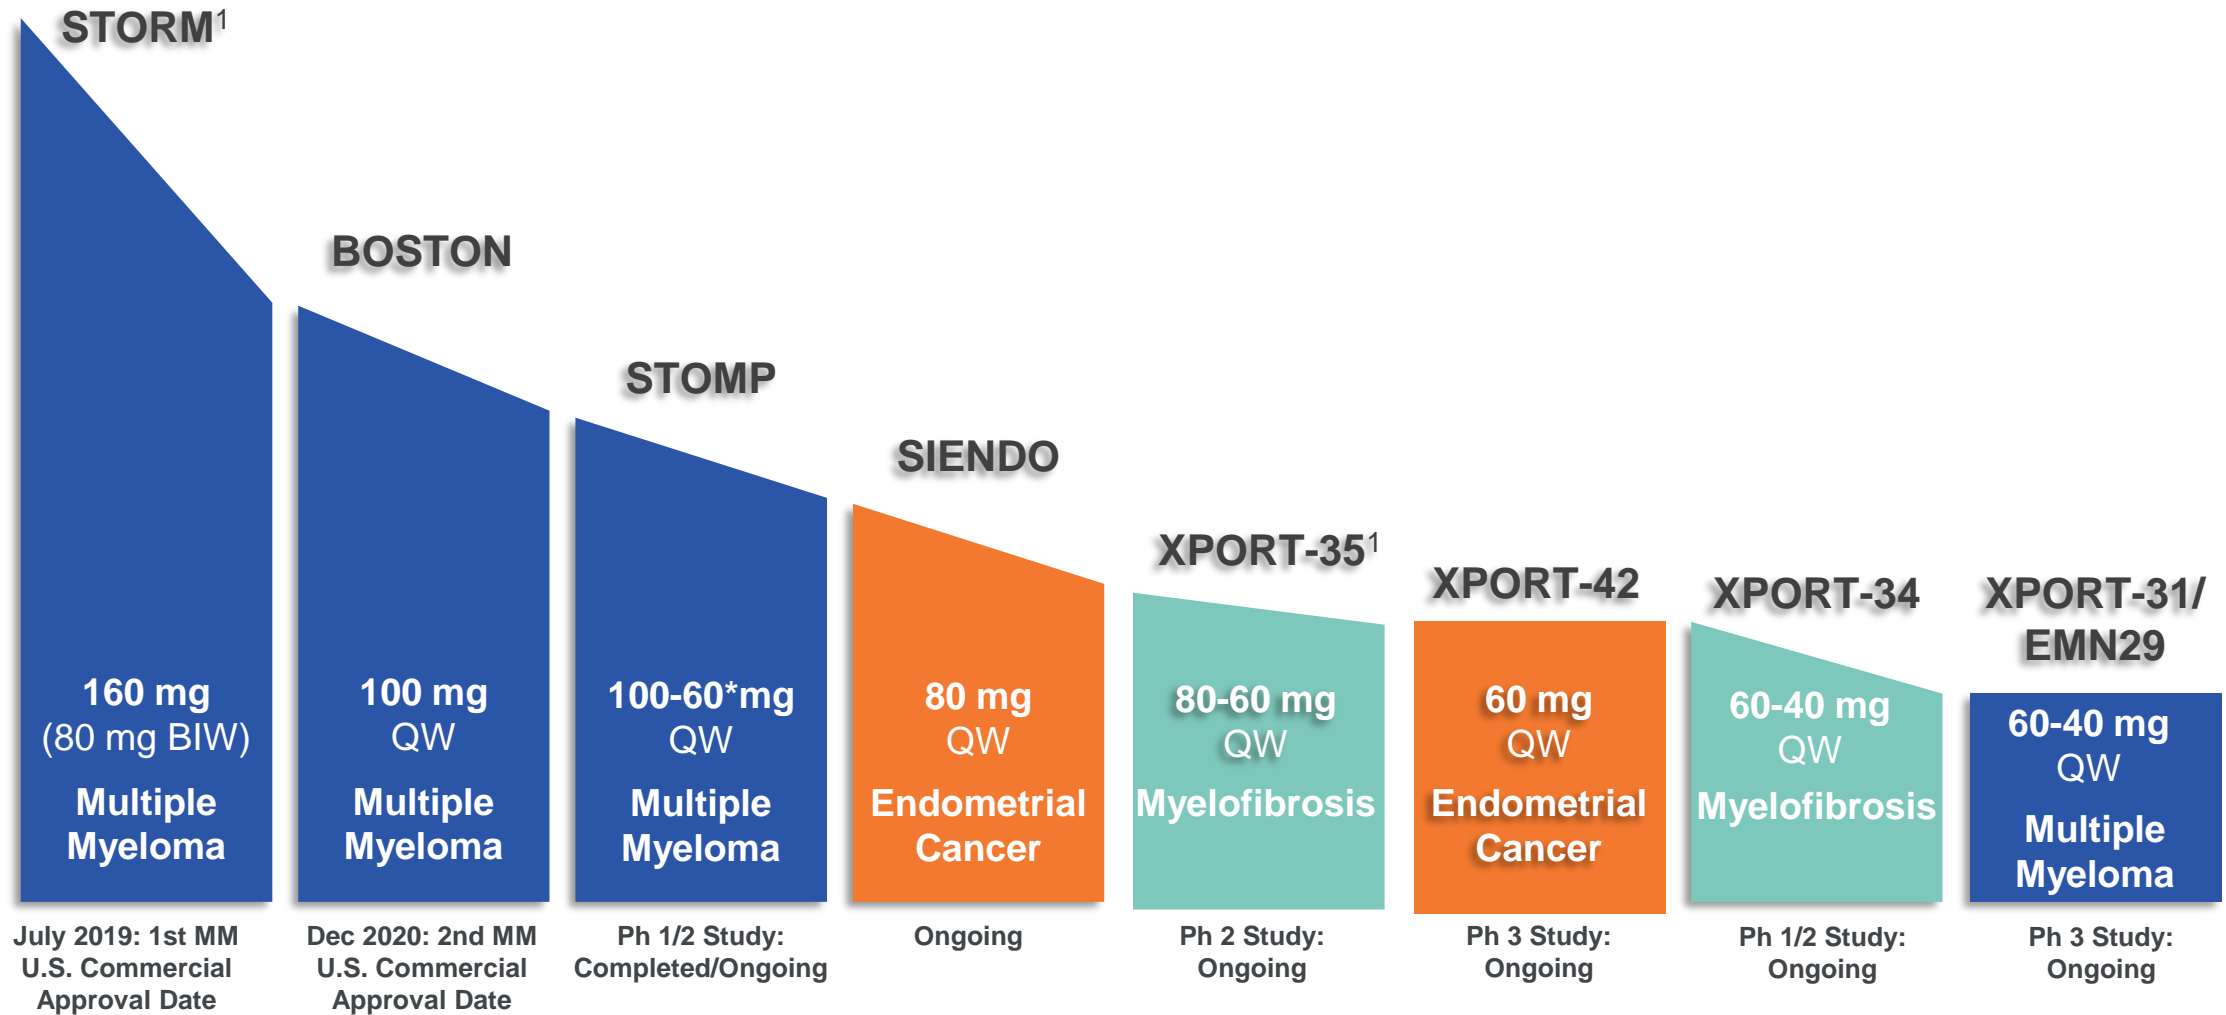 STORM1
160 mg
(80 mg BIW)
Multiple
Myeloma
July 2019: 1st MM
U.S. Commercial
Approval Date
BOSTON
100 mg
QW
Multiple
Myeloma
Dec 2020: 2nd MM
U.S. Commercial
Approval Date
STOMP
100-60*mg
QW
Multiple
Myeloma
Ph 1/2 Study:
Completed/Ongoing
SIENDO
80 mg
QW
Endometrial
Cancer
Ongoing
XPORT-351
80-60 mg
QW
Myelofibrosis
Ph 2 Study:
Ongoing
XPORT-42
60 mg
QW
Endometrial
Cancer
Ph 3 Study:
Ongoing
XPORT-34
60-40 mg
QW
Myelofibrosis
Ph 1/2 Study:
Ongoing
XPORT-31/
EMN29
60-40 mg
QW
Multiple
Myeloma
Ph 3 Study:
Ongoing